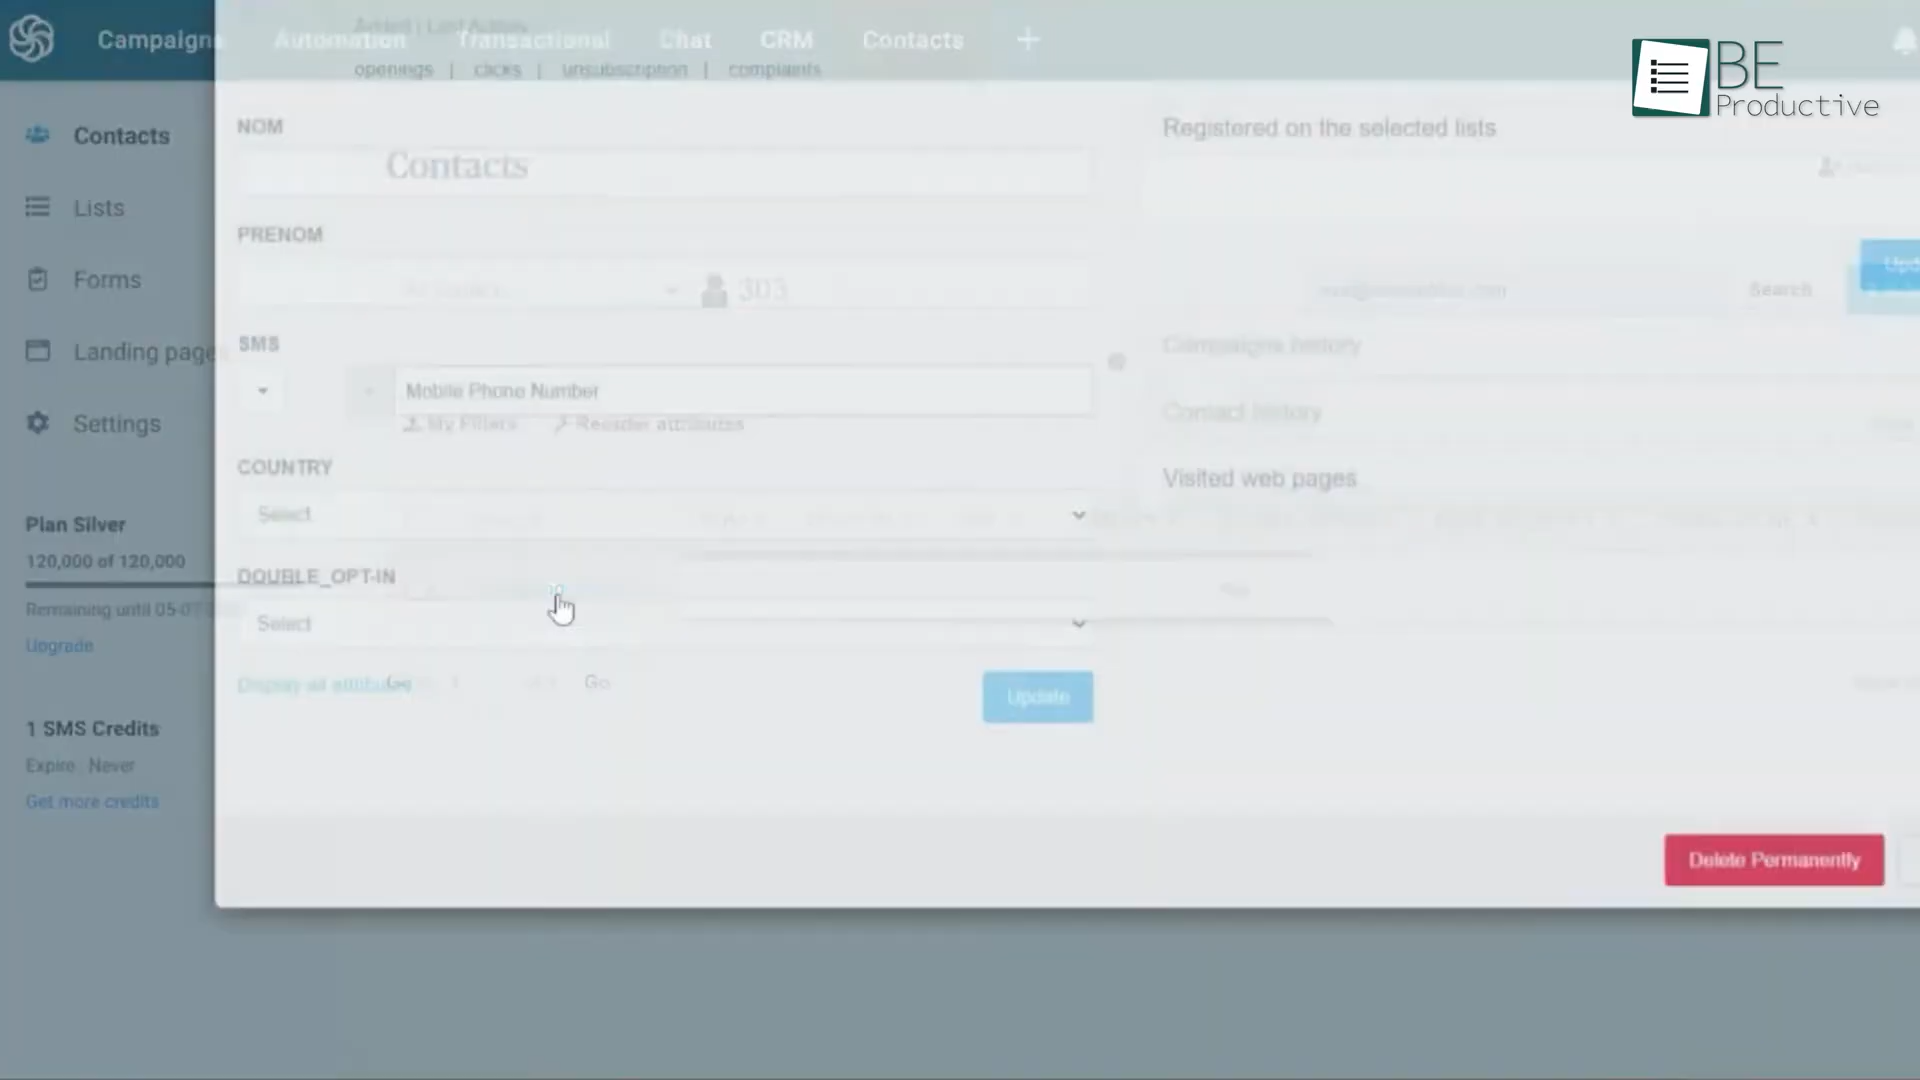 Campaigns Automation Transactional Chat CRM Contacts
openings | clicks | unsubscription | complaints
BE
Productive
Contacts
Lists
Forms
Landing pages
Settings
Plan Silver
120,000 of 120,000
Remaining until 05-0
Upgrade
1 SMS Credits
Expire Never
Get more credits
NOM
Contacts
PRENOM
303
SMS
Mobile Phone Number
My Filters Reorder attributes
COUNTRY
Select
DOUBLE_OPT-IN
Select
Display all attributes
Go
Update
Registered on the selected lists
Search
Campaigns history
Contact history
Visited web pages
Delete Permanently